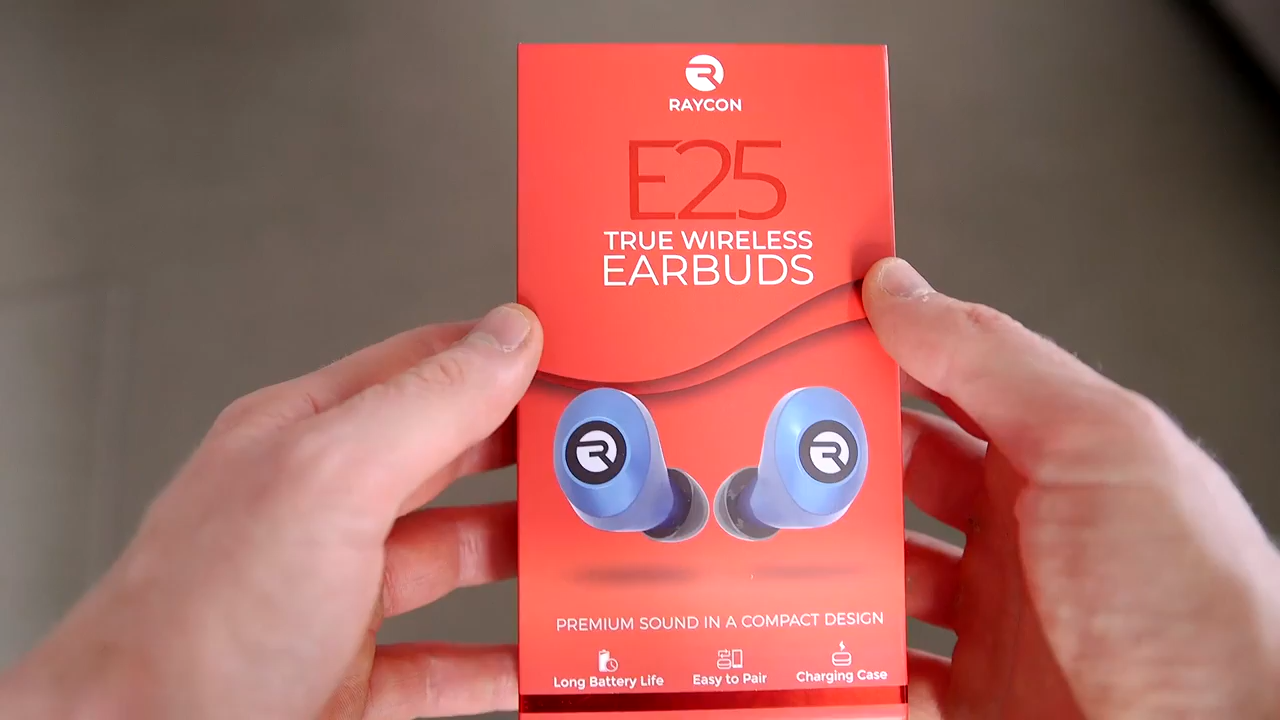 RAYCON
E25
TRUE WIRELESS
EARBUDS
PREMIUM SOUND IN A COMPACT DESIGN
Long Battery Life
Easy to Pair
Charging Case